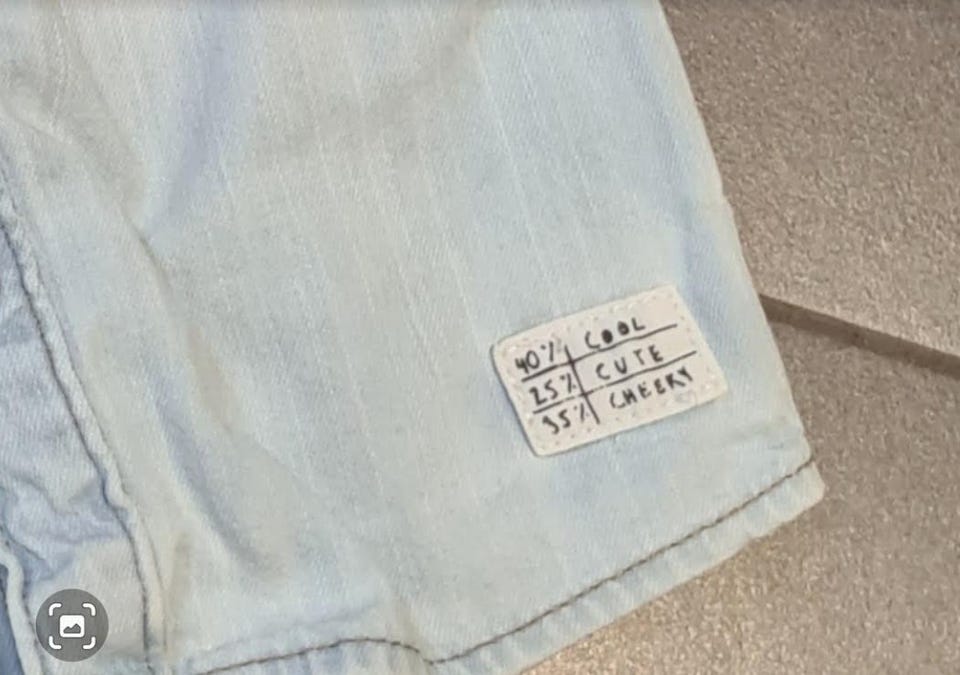 40% COOL
25% CUTE
35% CHEEKY